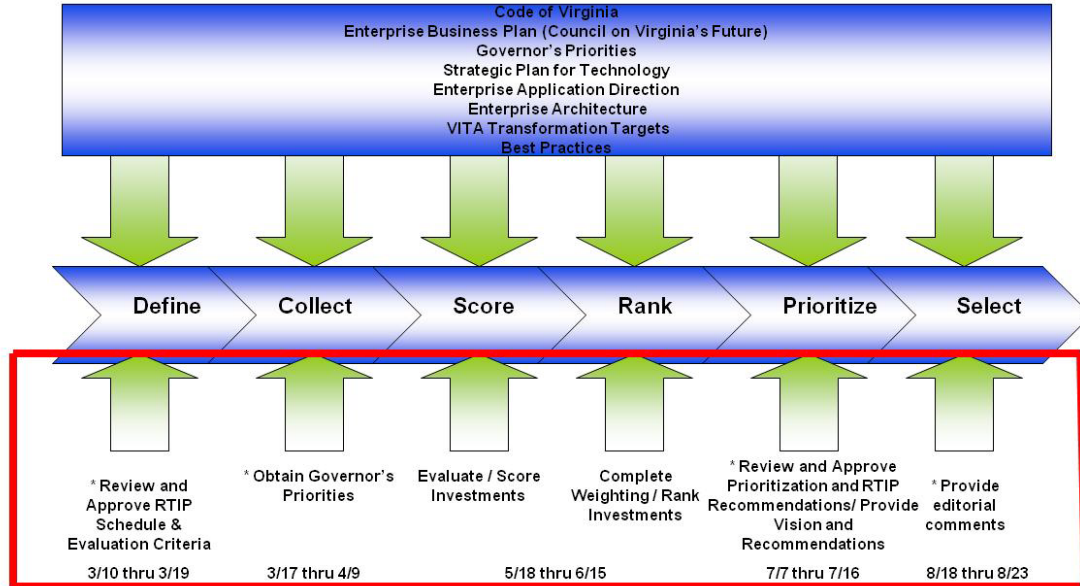 Code of Virginia
Enterprise Business Plan (Council on Virginia's Future)
Governor's Priorities
Strategic Plan for Technology
Enterprise Application Direction
Enterprise Architecture
VITA Transformation Targets
Best Practices
Define
Collect
Score
Rank
Prioritize
Select
* Review and
Approve RTIP
Schedule &
Evaluation Criteria
* Obtain Governor's
Priorities
Evaluate / Score
Investments
Complete
Weighting / Rank
Investments
* Review and Approve
Prioritization and RTIP
Recommendations/ Provide
Vision and
Recommendations
* Provide
editorial
comments
3/10 thru 3/19
3/17 thru 4/9
5/18 thru 6/15
7/7 thru 7/16
8/18 thru 8/23